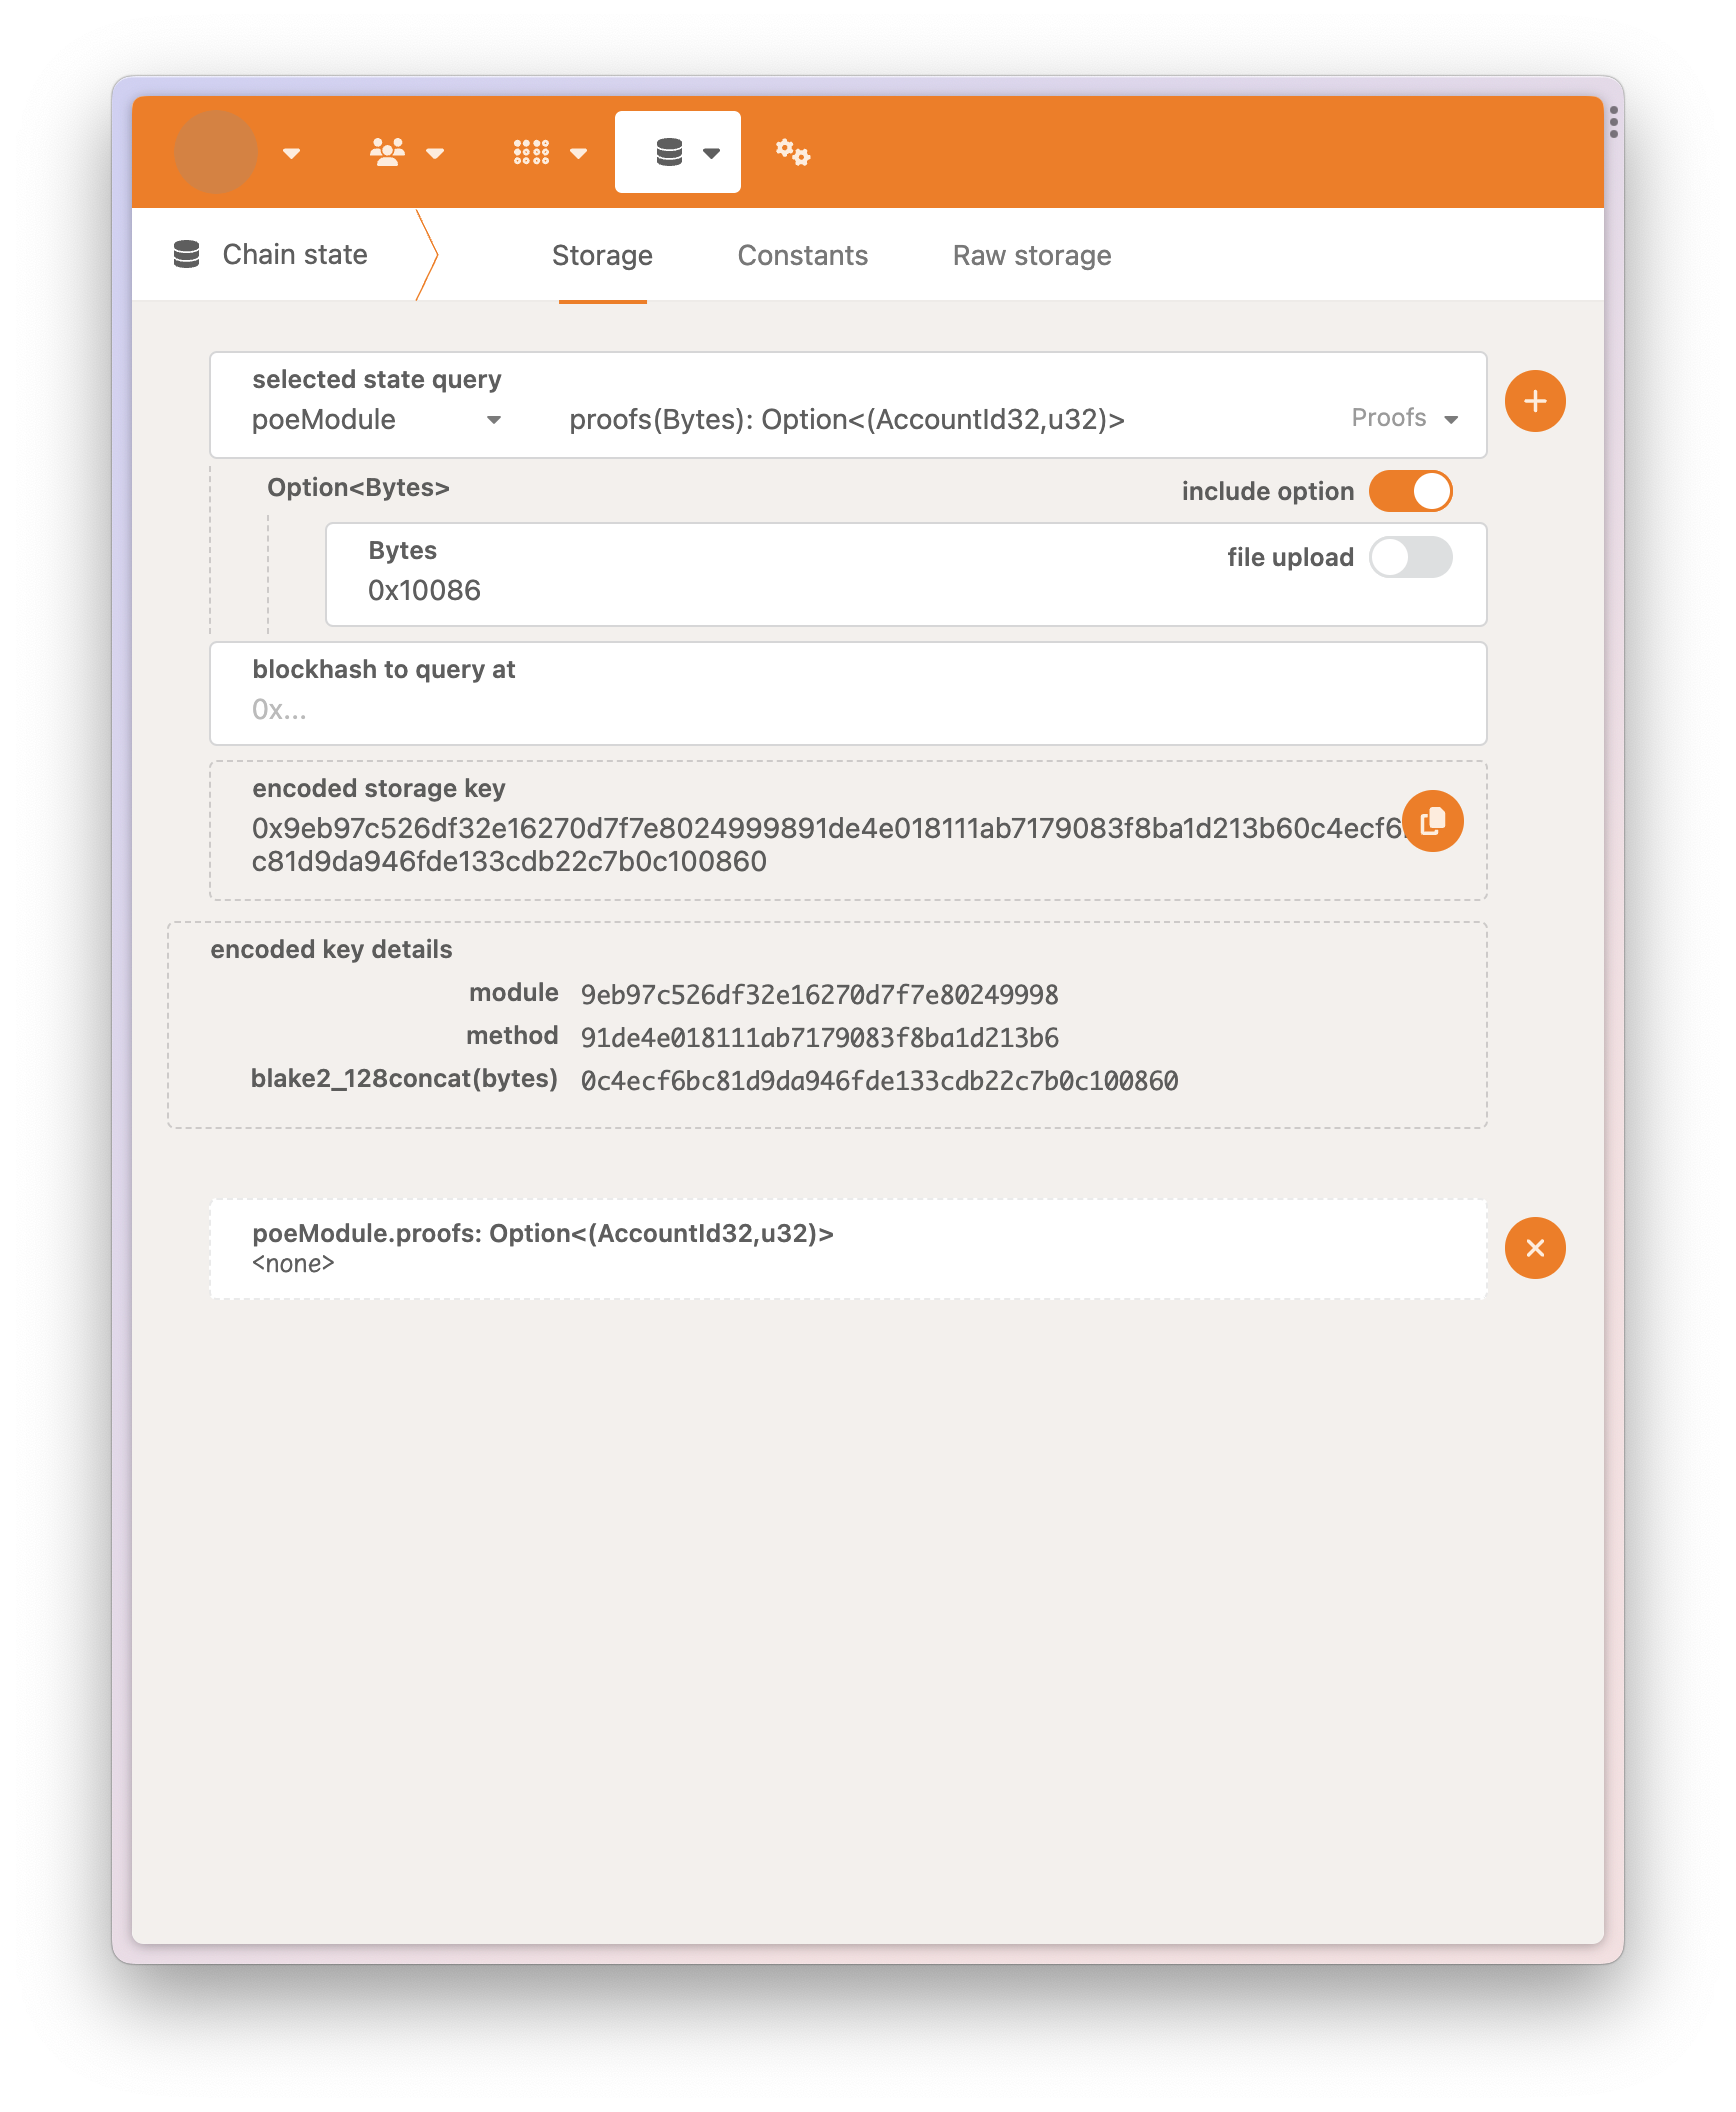 Chain state
Storage
Constants
Raw storage
selected state query
poeModule
proofs(Bytes): Option<(AccountId32,u32)>
Proofs
Option<Bytes>
include option
Bytes
file upload
0x10086
blockhash to query at
0x...
encoded storage key
0x9eb97c526df32e16270d7f7e8024999891de4e018111ab7179083f8ba1d213b60c4ecf6
c81d9da946fde133cdb22c7b0c100860
encoded key details
module 9eb97c526df32e16270d7f7e80249998
method 91de4e018111ab7179083f8ba1d213b6
blake2_128concat(bytes) 0c4ecf6bc81d9da946fde133cdb22c7b0c100860
poeModule.proofs: Option<(AccountId32,u32)>
<none>